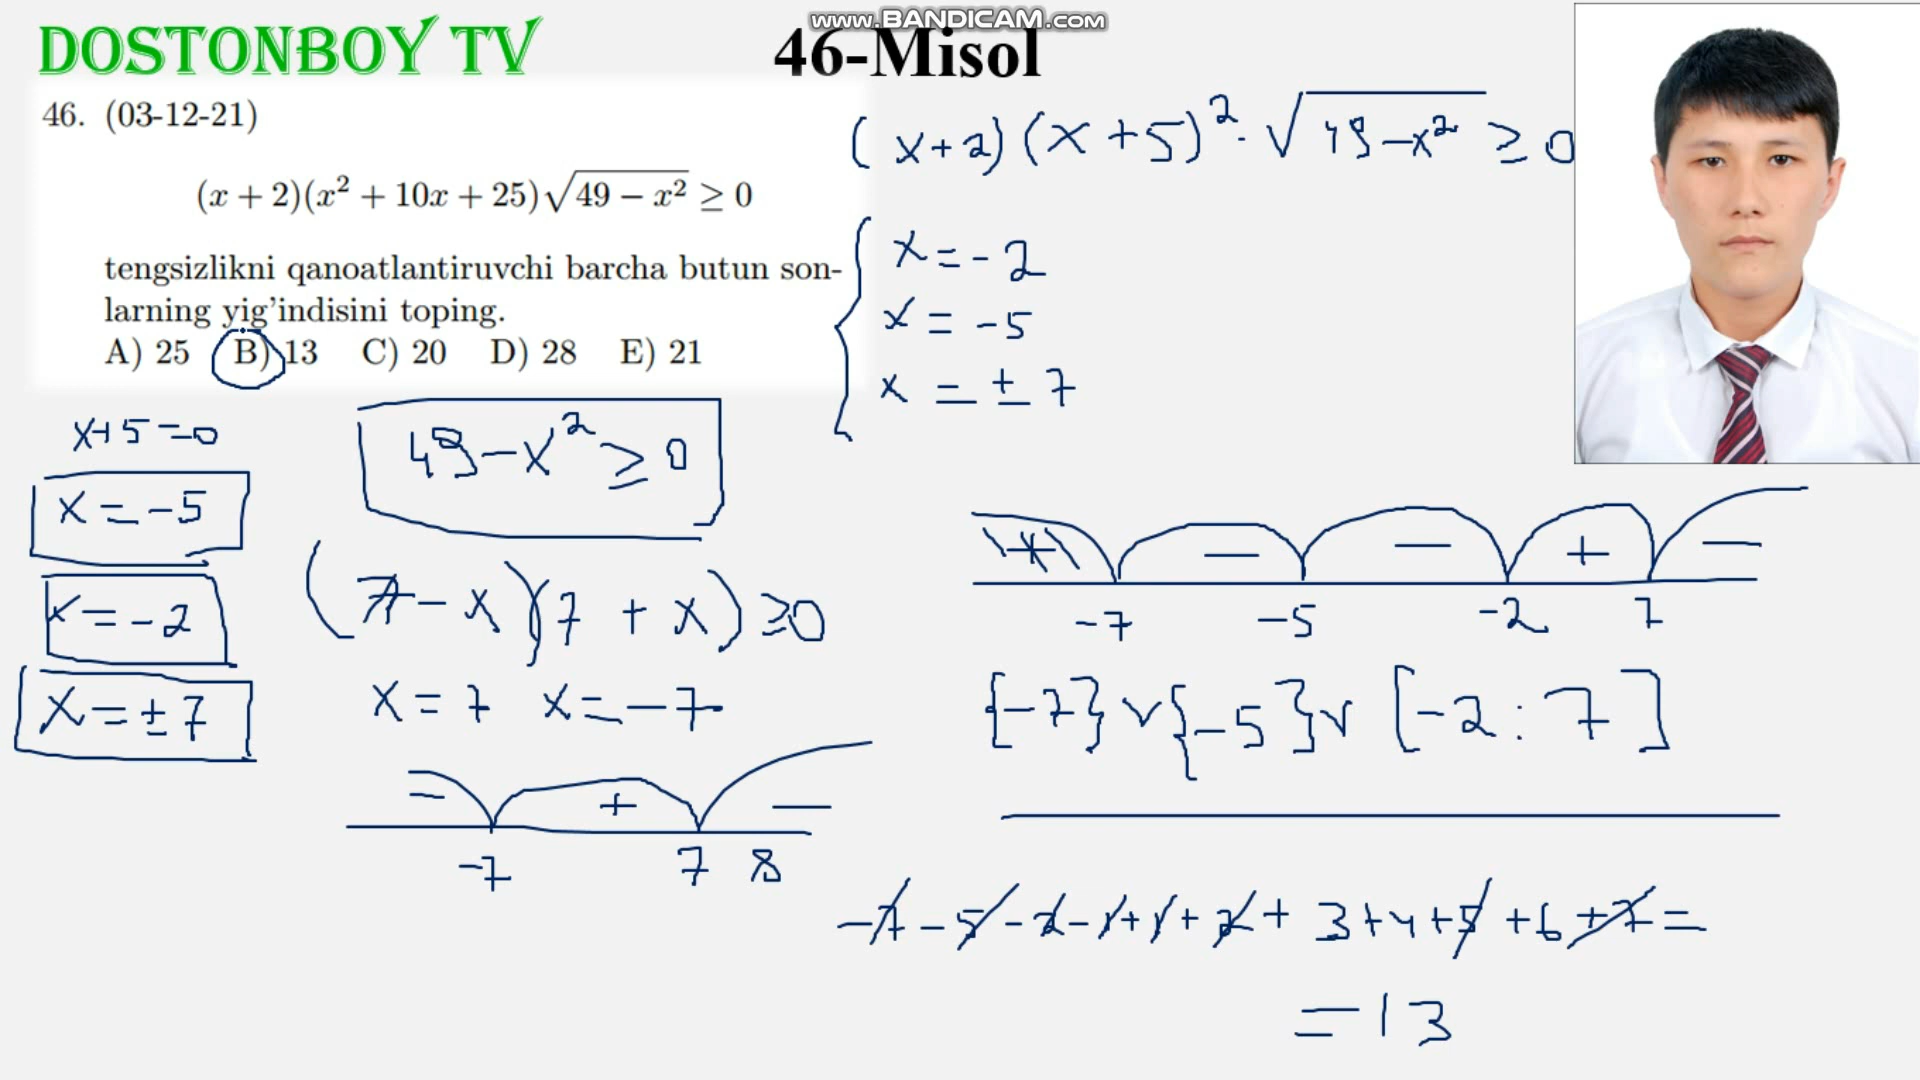 www.BANDICAM.com
DOSTONBOY TV
46-Misol
46. (03-12-21)
(x + 2)(x² + 10x + 25)√(49 − x²) ≥ 0
tengsizlikni qanoatlantiruvchi barcha butun son-
larning yig'indisini toping.
A) 25 B) 13 C) 20 D) 28 E) 21
(x+2)(x+5)²·√(49−x²) ≥ 0
x = -2
x = -5
x = ±7
x+5=0
x = -5
x = -2
x = ±7
49−x² ≥ 0
(7−x)(7+x) ≥ 0
x = 7 x = −7
− + −
-7 7 8
+ − − + −
-7 -5 -2 7
{-7} ∨ {-5} ∨ [-2 : 7]
-7-5-2-1+1+2+3+4+5+6+7=
=13